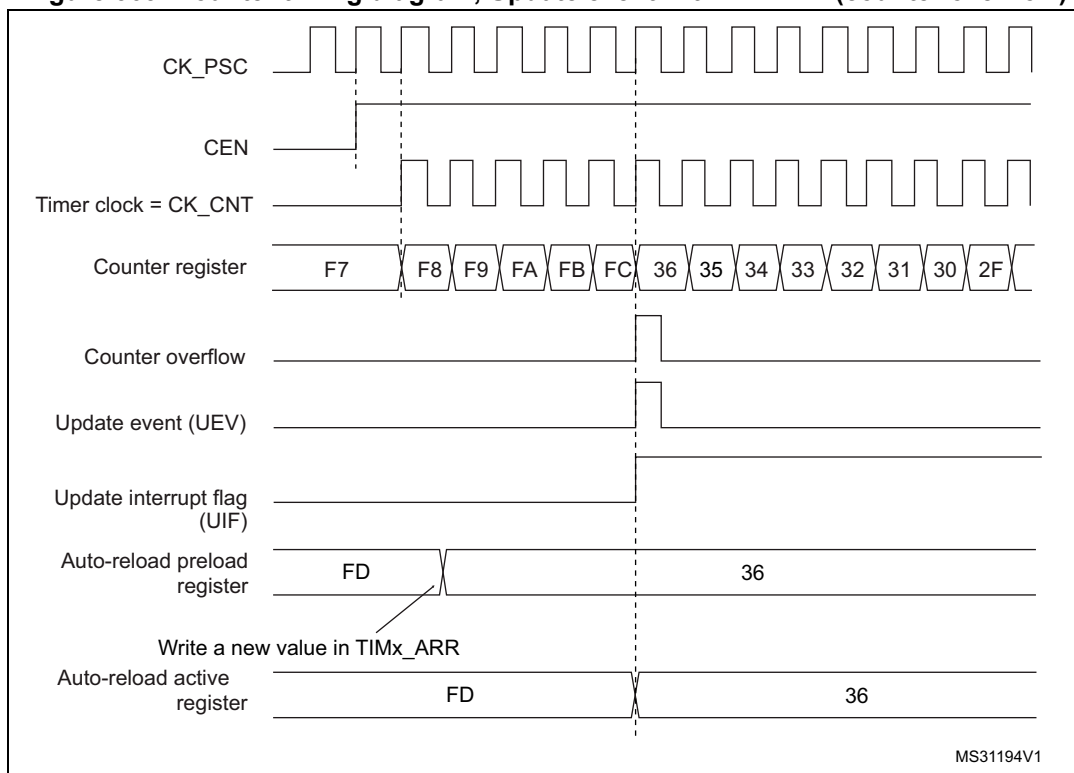 CK_PSC
CEN
Timer clock = CK_CNT
Counter register F7 F8 F9 FA FB FC 36 35 34 33 32 31 30 2F
Counter overflow
Update event (UEV)
Update interrupt flag
(UIF)
Auto-reload preload
register
FD 36
Write a new value in TIMx_ARR
Auto-reload active
register
FD 36
MS31194V1